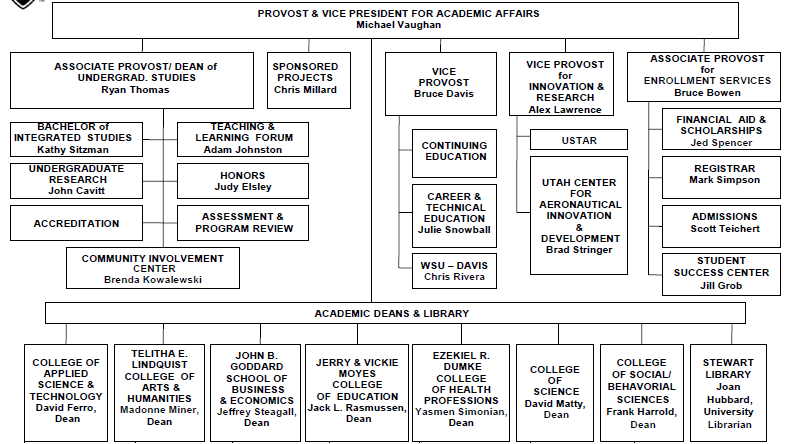 PROVOST & VICE PRESIDENT FOR ACADEMIC AFFAIRS
Michael Vaughan
ASSOCIATE PROVOST/ DEAN of
UNDERGRAD. STUDIES
Ryan Thomas
SPONSORED
PROJECTS
Chris Millard
VICE
PROVOST
Bruce Davis
VICE PROVOST
for
INNOVATION &
RESEARCH
Alex Lawrence
ASSOCIATE PROVOST
for
ENROLLMENT SERVICES
Bruce Bowen
BACHELOR of
INTEGRATED STUDIES
Kathy Sitzman
TEACHING &
LEARNING FORUM
Adam Johnston
UNDERGRADUATE
RESEARCH
John Cavitt
HONORS
Judy Elsley
ACCREDITATION
ASSESSMENT &
PROGRAM REVIEW
COMMUNITY INVOLVEMENT
CENTER
Brenda Kowalewski
CONTINUING
EDUCATION
CAREER &
TECHNICAL
EDUCATION
Julie Snowball
WSU – DAVIS
Chris Rivera
USTAR
UTAH CENTER
FOR
AERONAUTICAL
INNOVATION
&
DEVELOPMENT
Brad Stringer
FINANCIAL AID &
SCHOLARSHIPS
Jed Spencer
REGISTRAR
Mark Simpson
ADMISSIONS
Scott Teichert
STUDENT
SUCCESS CENTER
Jill Grob
ACADEMIC DEANS & LIBRARY
COLLEGE OF
APPLIED
SCIENCE &
TECHNOLOGY
David Ferro,
Dean
TELITHA E.
LINDQUIST
COLLEGE OF
ARTS &
HUMANITIES
Madonne Miner,
Dean
JOHN B.
GODDARD
SCHOOL OF
BUSINESS
& ECONOMICS
Jeffrey Steagall,
Dean
JERRY & VICKIE
MOYES
COLLEGE
OF EDUCATION
Jack L. Rasmussen,
Dean
EZEKIEL R.
DUMKE
COLLEGE
OF HEALTH
PROFESSIONS
Yasmen Simonian,
Dean
COLLEGE
OF
SCIENCE
David Matty,
Dean
COLLEGE
OF SOCIAL/
BEHAVORIAL
SCIENCES
Frank Harrold,
Dean
STEWART
LIBRARY
Joan
Hubbard,
University
Librarian